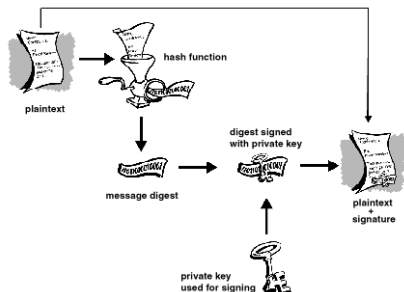 hash function
plaintext
digest signed
with private key
message digest
plaintext
+
signature
private key
used for signing